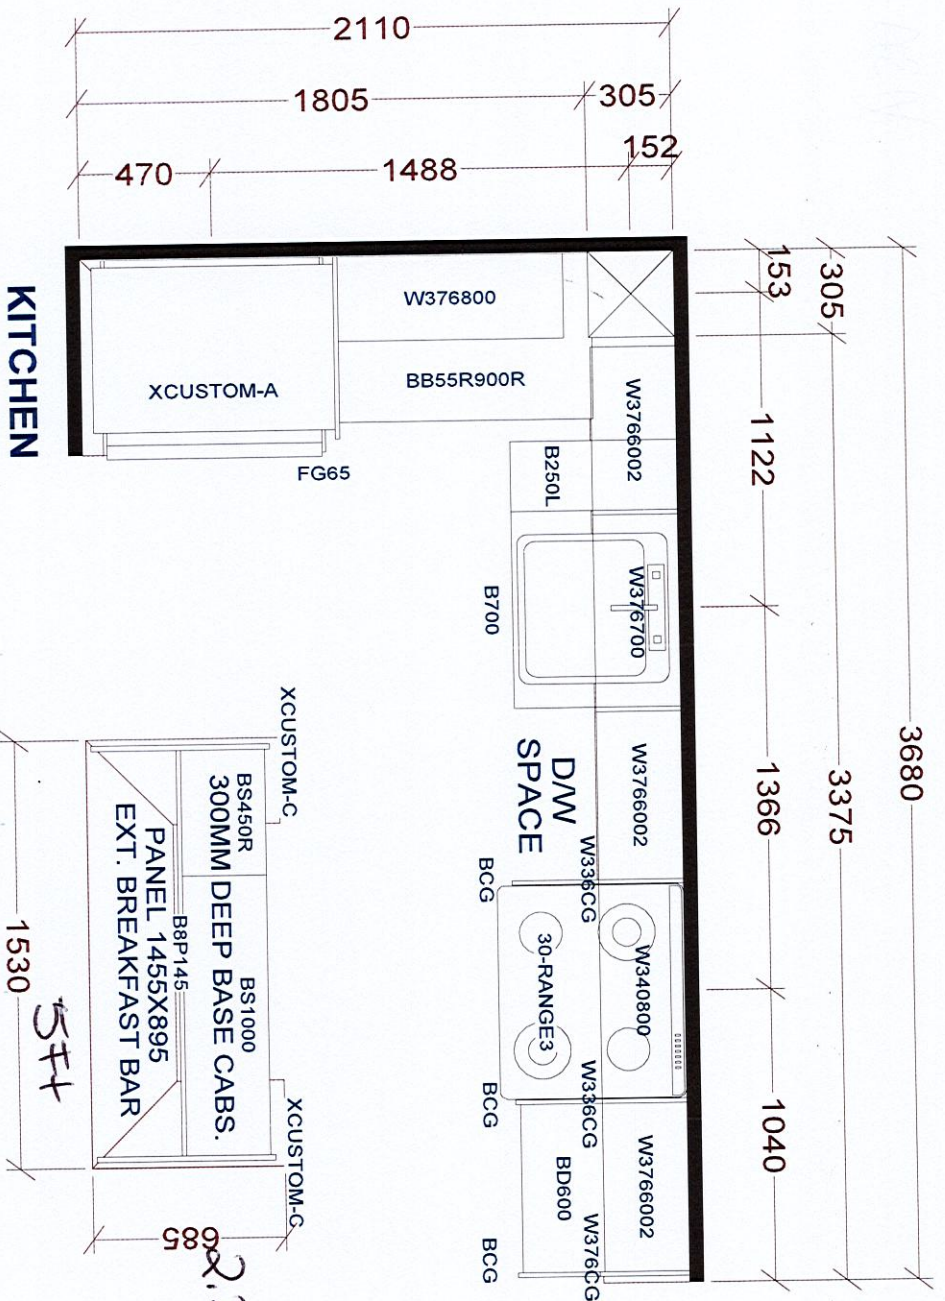 2110
1805
305
152
470
1488
153
305
3680
1122
3375
1366
1040
W376800
BB55R900R
XCUSTOM-A
FG65
KITCHEN
W3766002
B250L
W376700
B700
W3766002
D/W
SPACE
W336CG
BCG
W340800
30-RANGE3
W336CG
BCG
W3766002
BD600
W376CG
BCG
XCUSTOM-C
BS450R
BS1000
300MM DEEP BASE CABS.
B8P145
PANEL 1455X895
EXT. BREAKFAST BAR
XCUSTOM-C
1530
5ft
685